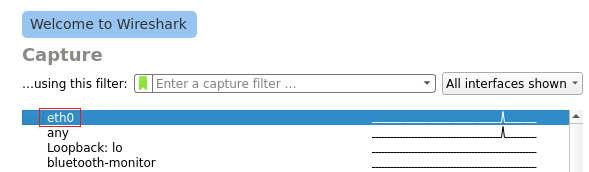 Welcome to Wireshark
Capture
...using this filter: Enter a capture filter ... All interfaces shown
eth0
any
Loopback: lo
bluetooth-monitor